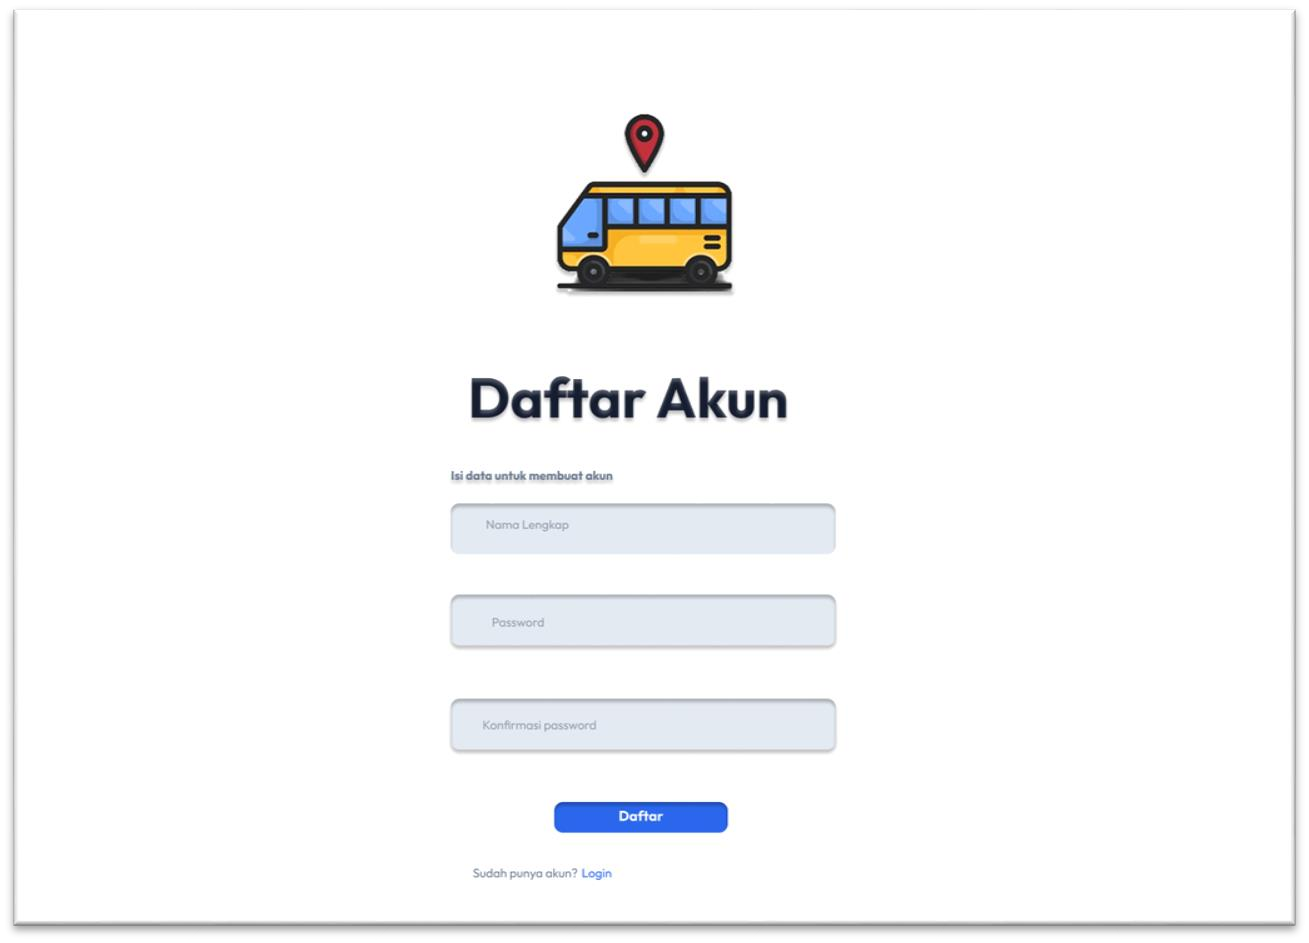 Daftar Akun
Isi data untuk membuat akun
Nama Lengkap
Password
Konfirmasi password
Daftar
Sudah punya akun? Login